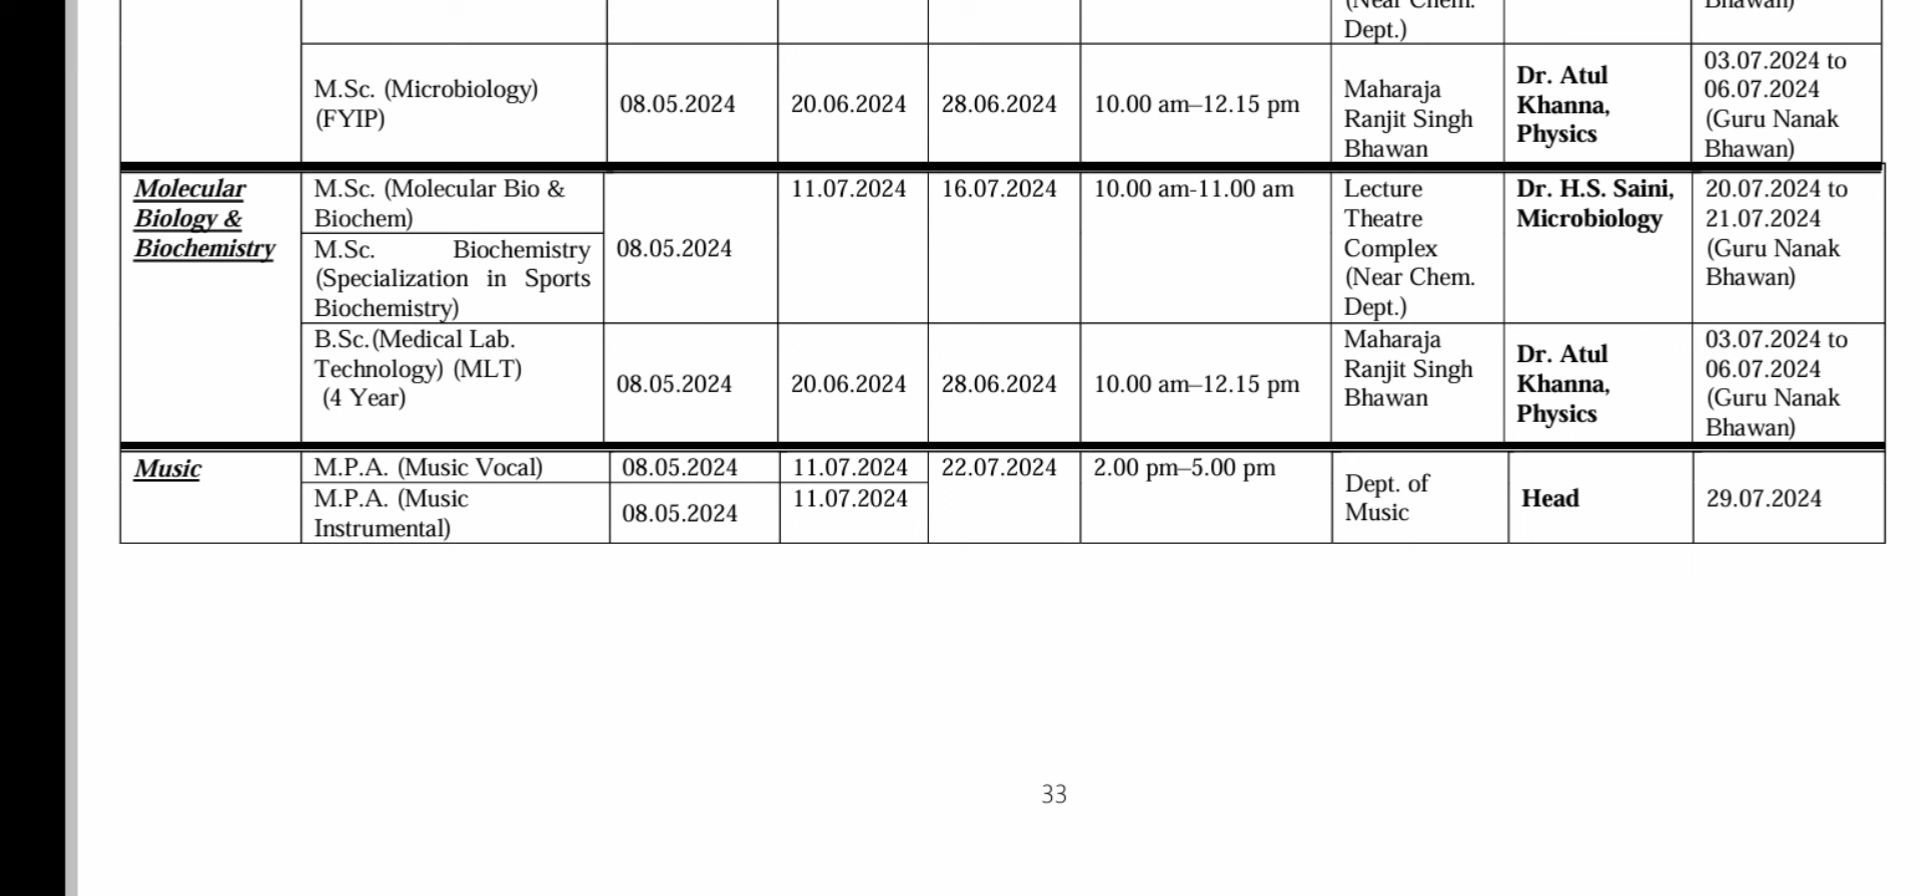 (Near Chem.
Dept.)
Bhawan)
M.Sc. (Microbiology)
(FYIP)
08.05.2024
20.06.2024
28.06.2024
10.00 am–12.15 pm
Maharaja
Ranjit Singh
Bhawan
Dr. Atul
Khanna,
Physics
03.07.2024 to
06.07.2024
(Guru Nanak
Bhawan)
Molecular
Biology &
Biochemistry
M.Sc. (Molecular Bio &
Biochem)
M.Sc. Biochemistry
(Specialization in Sports
Biochemistry)
08.05.2024
11.07.2024
16.07.2024
10.00 am-11.00 am
Lecture
Theatre
Complex
(Near Chem.
Dept.)
Dr. H.S. Saini,
Microbiology
20.07.2024 to
21.07.2024
(Guru Nanak
Bhawan)
B.Sc.(Medical Lab.
Technology) (MLT)
(4 Year)
08.05.2024
20.06.2024
28.06.2024
10.00 am–12.15 pm
Maharaja
Ranjit Singh
Bhawan
Dr. Atul
Khanna,
Physics
03.07.2024 to
06.07.2024
(Guru Nanak
Bhawan)
Music
M.P.A. (Music Vocal)
08.05.2024
11.07.2024
22.07.2024
2.00 pm–5.00 pm
M.P.A. (Music
Instrumental)
08.05.2024
11.07.2024
Dept. of
Music
Head
29.07.2024
33